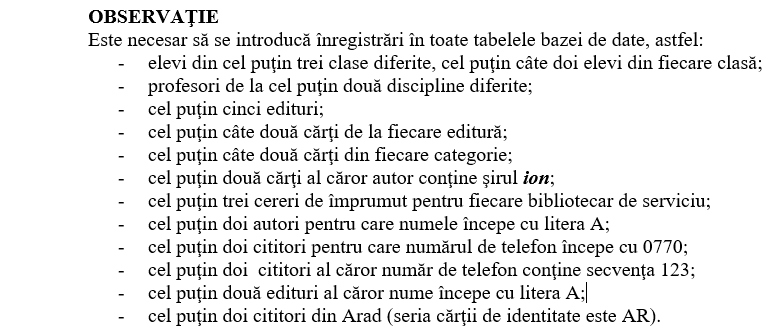 OBSERVAŢIE
Este necesar să se introducă înregistrări în toate tabelele bazei de date, astfel:
- elevi din cel puţin trei clase diferite, cel puţin câte doi elevi din fiecare clasă;
- profesori de la cel puţin două discipline diferite;
- cel puţin cinci edituri;
- cel puţin câte două cărţi de la fiecare editură;
- cel puţin câte două cărţi din fiecare categorie;
- cel puţin două cărţi al căror autor conţine şirul ion;
- cel puţin trei cereri de împrumut pentru fiecare bibliotecar de serviciu;
- cel puţin doi autori pentru care numele începe cu litera A;
- cel puţin doi cititori pentru care numărul de telefon începe cu 0770;
- cel puţin doi cititori al căror număr de telefon conţine secvenţa 123;
- cel puţin două edituri al căror nume începe cu litera A;
- cel puţin doi cititori din Arad (seria cărţii de identitate este AR).